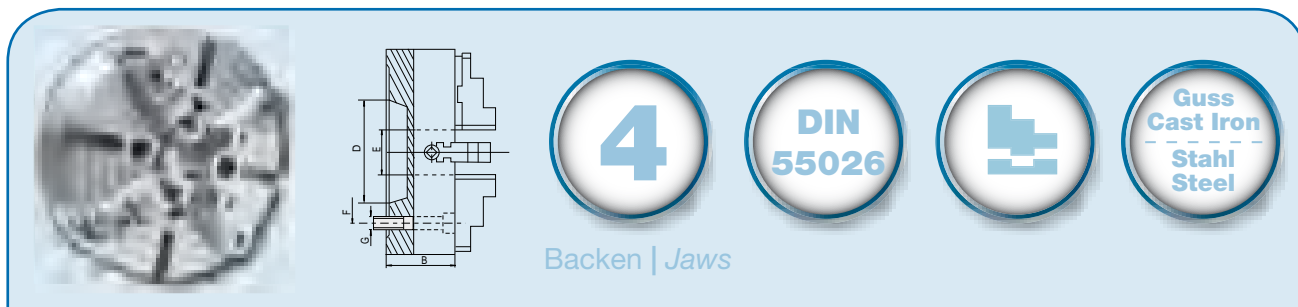 D
E
F
G
B
4
DIN
55026
Guss
Cast Iron
Stahl
Steel
Backen | Jaws